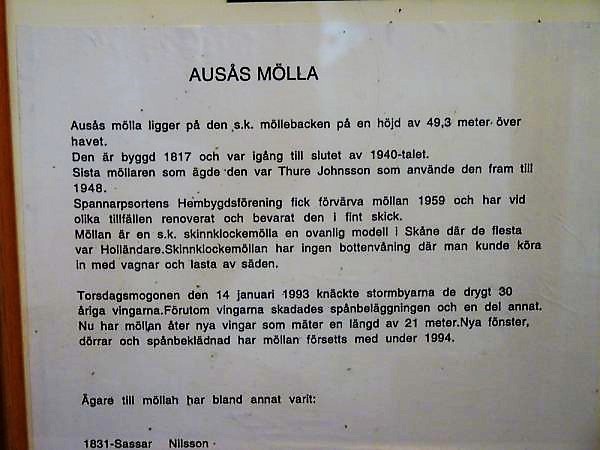 AUSÅS MÖLLA
Ausås mölla ligger på den s.k. möllebacken på en höjd av 49,3 meter över
havet.
Den är byggd 1817 och var igång till slutet av 1940-talet.
Sista möllaren som ägde den var Thure Johnsson som använde den fram till
1948.
Spannarpsortens Hembygdsförening fick förvärva möllan 1959 och har vid
olika tillfällen renoverat och bevarat den i fint skick.
Möllan är en s.k. skinnklockemölla en ovanlig modell i Skåne där de flesta
var Holländare.Skinnklockemöllan har ingen bottenvåning där man kunde köra
in med vagnar och lasta av säden.
Torsdagsmogonen den 14 januari 1993 knäckte stormbyarna de drygt 30
åriga vingarna.Förutom vingarna skadades spånbeläggningen och en del annat.
Nu har möllan åter nya vingar som mäter en längd av 21 meter.Nya fönster,
dörrar och spånbeklädnad har möllan försetts med under 1994.
Ägare till möllah har bland annat varit:
1831-Sassar Nilsson